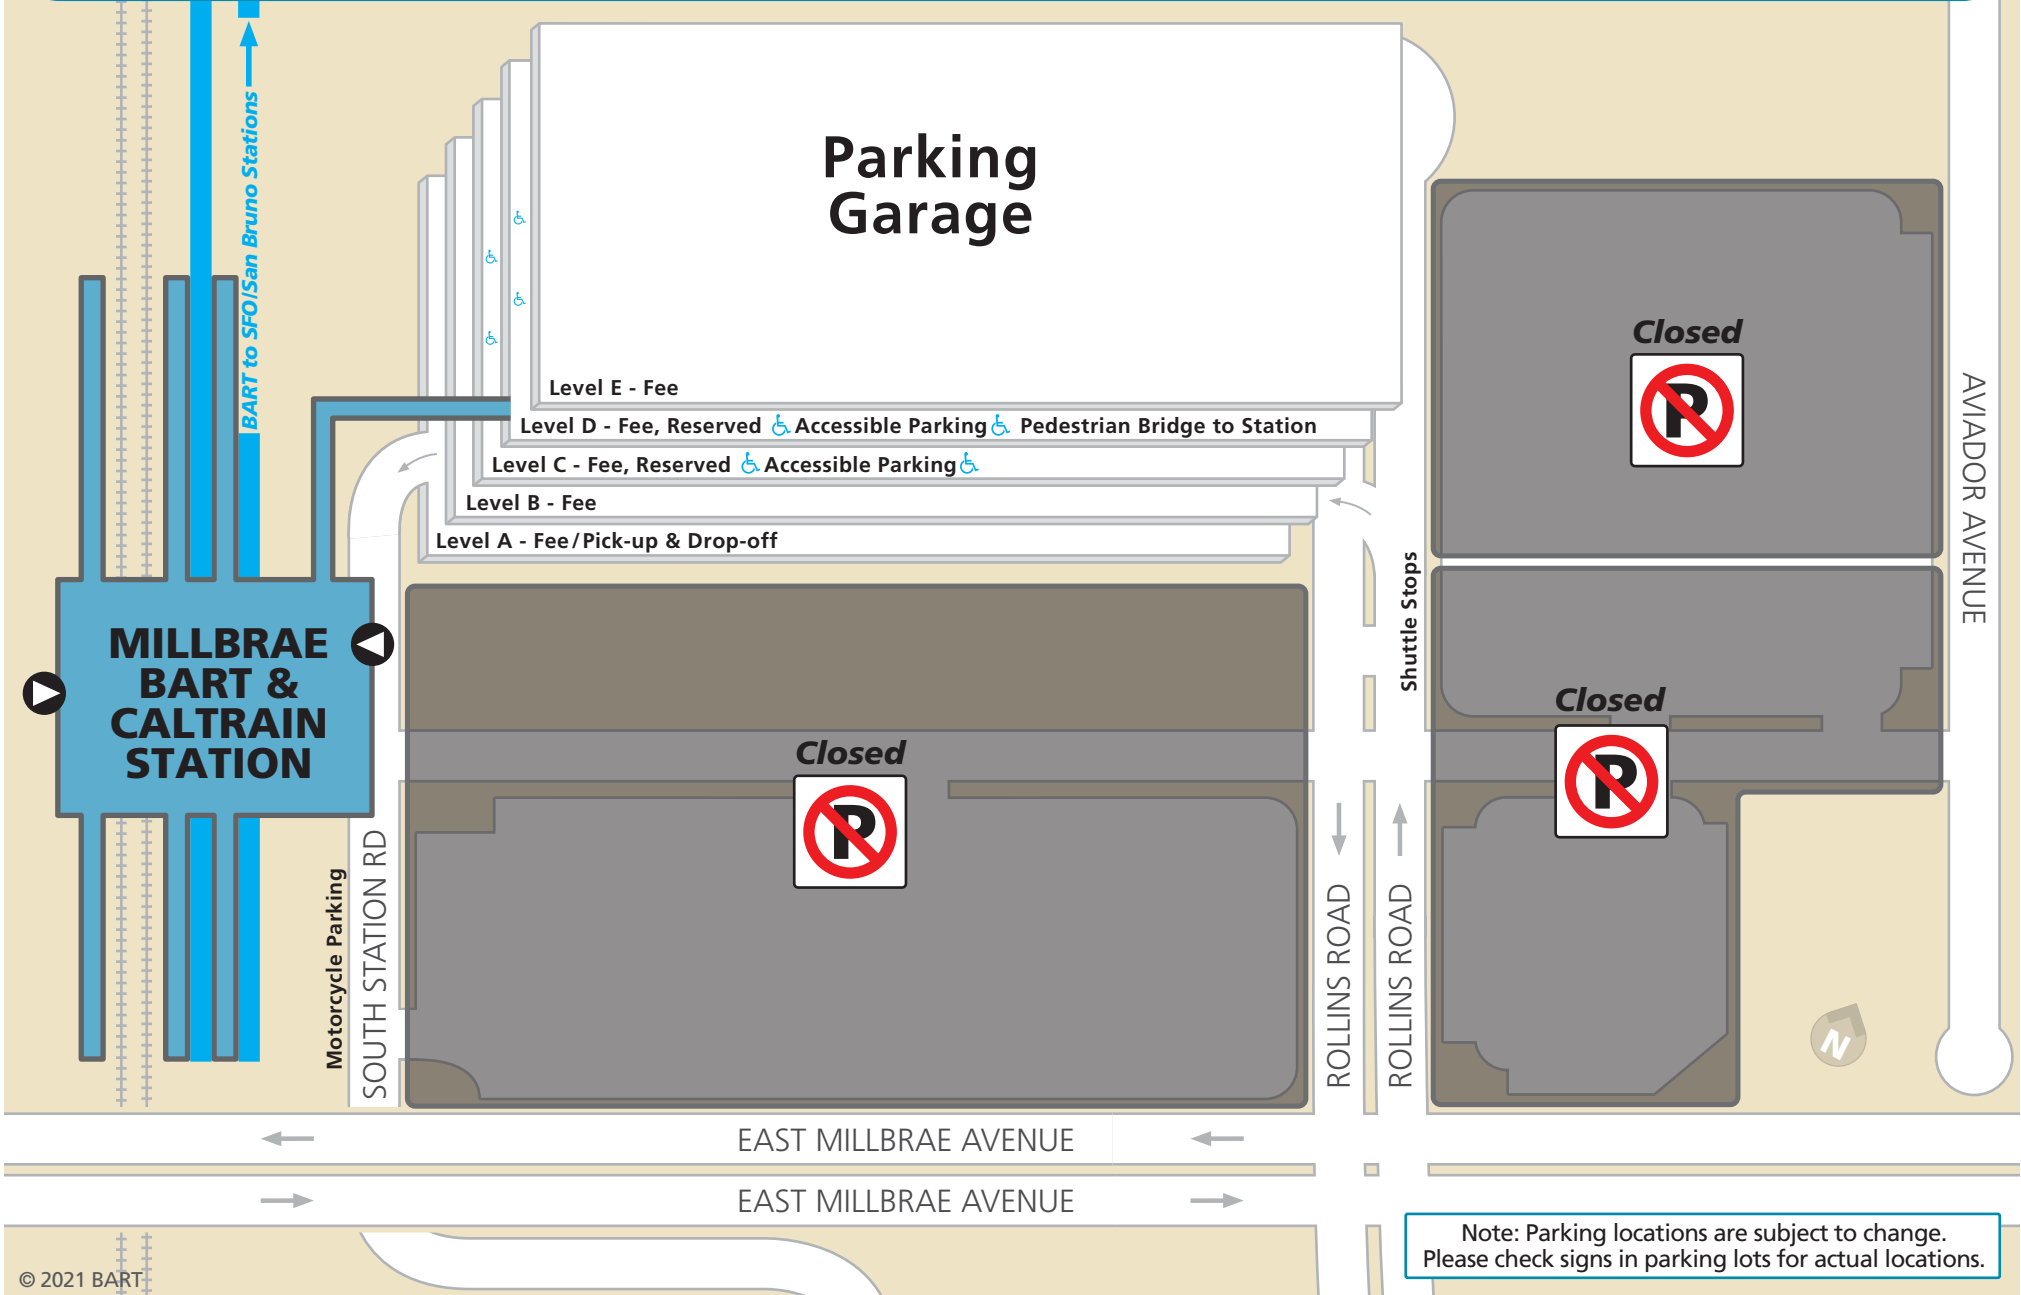 BART to SFO/San Bruno Stations
Parking
Garage
Level E - Fee
Level D - Fee, Reserved Accessible Parking Pedestrian Bridge to Station
Level C - Fee, Reserved Accessible Parking
Level B - Fee
Level A - Fee/Pick-up & Drop-off
Closed
P
AVIADOR AVENUE
Shuttle Stops
MILLBRAE
BART &
CALTRAIN
STATION
Closed
P
Closed
P
Motorcycle Parking
SOUTH STATION RD
ROLLINS ROAD
ROLLINS ROAD
N
EAST MILLBRAE AVENUE
EAST MILLBRAE AVENUE
Note: Parking locations are subject to change.
Please check signs in parking lots for actual locations.
© 2021 BART